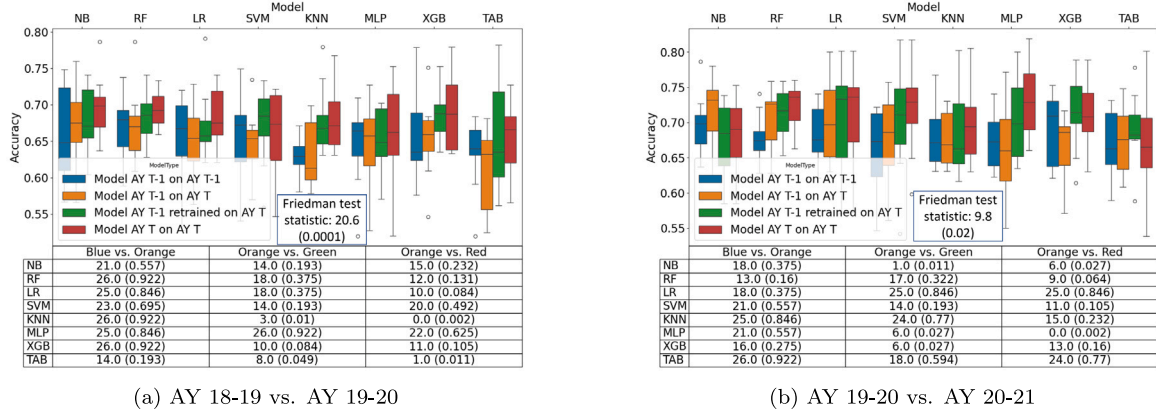 Model
NB RF LR SVM KNN MLP XGB TAB
0.80
0.75
0.70
0.65
0.60
0.55
Accuracy
ModelType
Model AY T-1 on AY T-1
Model AY T-1 on AY T
Model AY T-1 retrained on AY T
Model AY T on AY T
Friedman test
statistic: 20.6
(0.0001)
Blue vs. Orange Orange vs. Green Orange vs. Red
NB 21.0 (0.557) 14.0 (0.193) 15.0 (0.232)
RF 26.0 (0.922) 18.0 (0.375) 12.0 (0.131)
LR 25.0 (0.846) 18.0 (0.375) 10.0 (0.084)
SVM 23.0 (0.695) 14.0 (0.193) 20.0 (0.492)
KNN 26.0 (0.922) 3.0 (0.01) 0.0 (0.002)
MLP 25.0 (0.846) 26.0 (0.922) 22.0 (0.625)
XGB 26.0 (0.922) 10.0 (0.084) 11.0 (0.105)
TAB 14.0 (0.193) 8.0 (0.049) 1.0 (0.011)
(a) AY 18-19 vs. AY 19-20
Model
NB RF LR SVM KNN MLP XGB TAB
0.80
0.75
0.70
0.65
0.60
0.55
Accuracy
ModelType
Model AY T-1 on AY T-1
Model AY T-1 on AY T
Model AY T-1 retrained on AY T
Model AY T on AY T
Friedman test
statistic: 9.8
(0.02)
Blue vs. Orange Orange vs. Green Orange vs. Red
NB 18.0 (0.375) 1.0 (0.011) 6.0 (0.027)
RF 13.0 (0.16) 17.0 (0.322) 9.0 (0.064)
LR 18.0 (0.375) 25.0 (0.846) 25.0 (0.846)
SVM 21.0 (0.557) 14.0 (0.193) 11.0 (0.105)
KNN 25.0 (0.846) 24.0 (0.77) 15.0 (0.232)
MLP 21.0 (0.557) 6.0 (0.027) 0.0 (0.002)
XGB 16.0 (0.275) 6.0 (0.027) 13.0 (0.16)
TAB 26.0 (0.922) 18.0 (0.594) 24.0 (0.77)
(b) AY 19-20 vs. AY 20-21